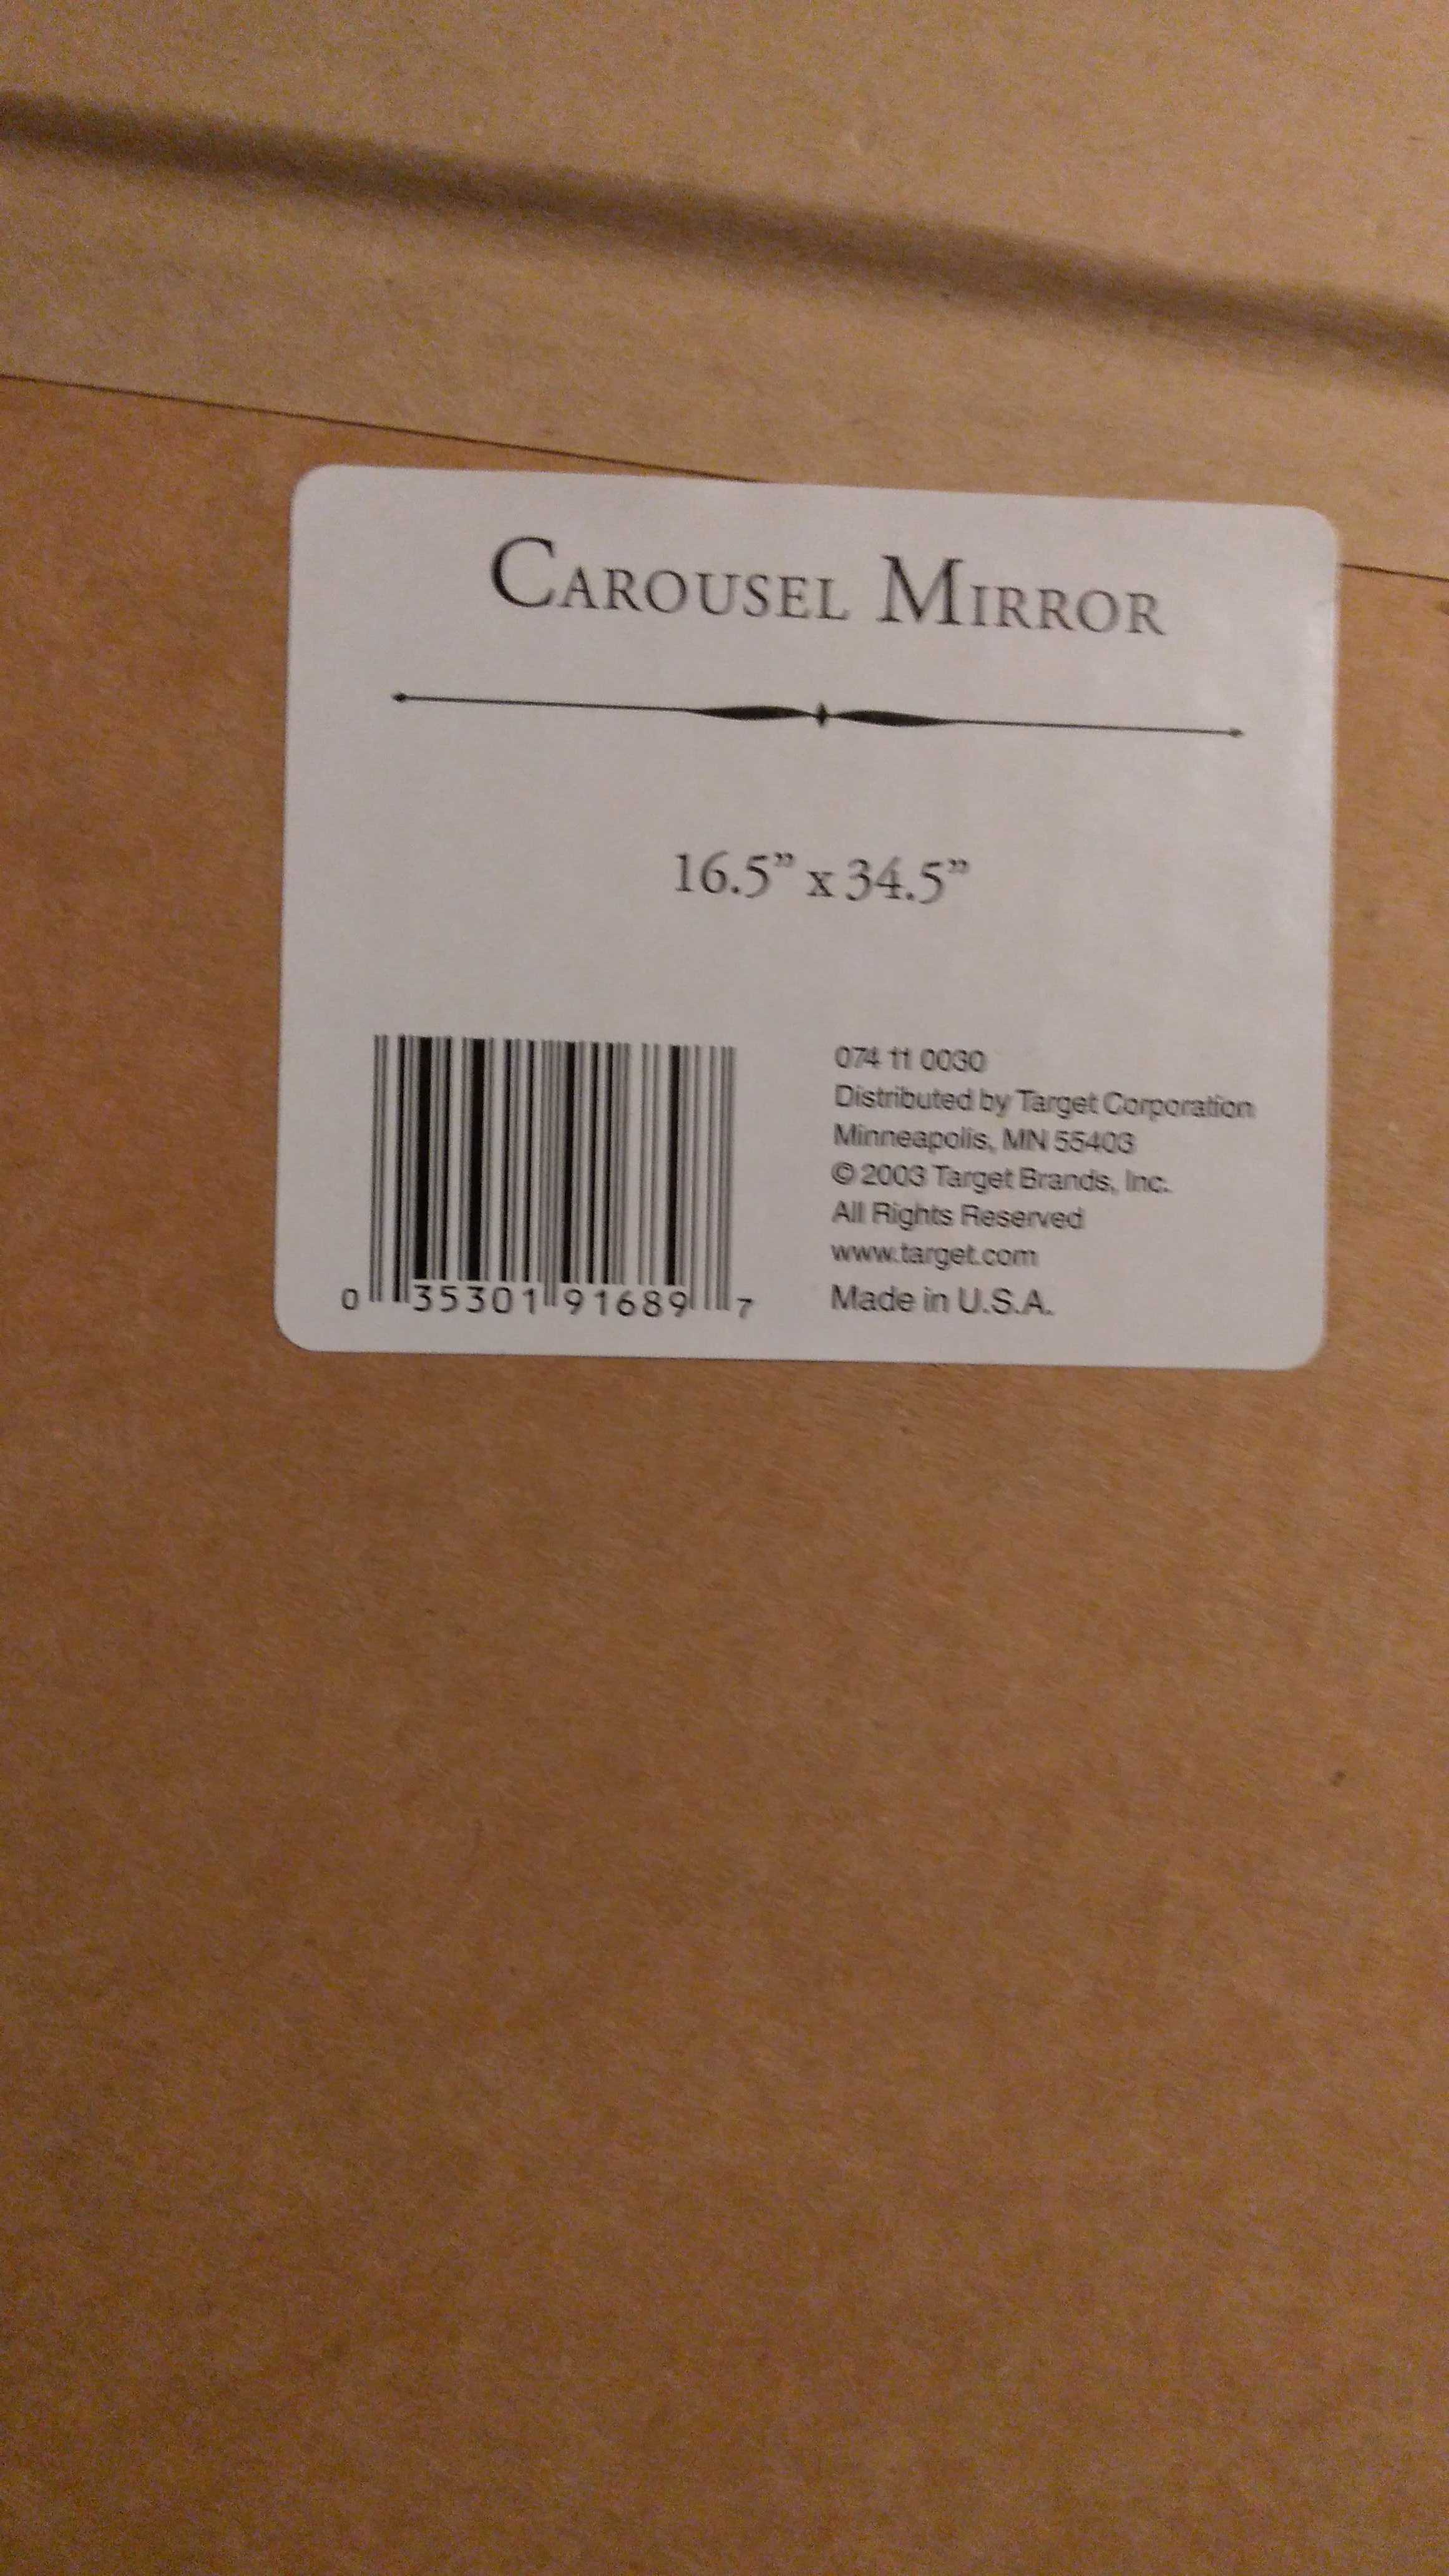 CAROUSEL MIRROR
16.5” x 34.5”
074 11 0030
Distributed by Target Corporation
Minneapolis, MN 55403
© 2003 Target Brands, Inc.
All Rights Reserved
www.target.com
Made in U.S.A.
0 35301 91689 7